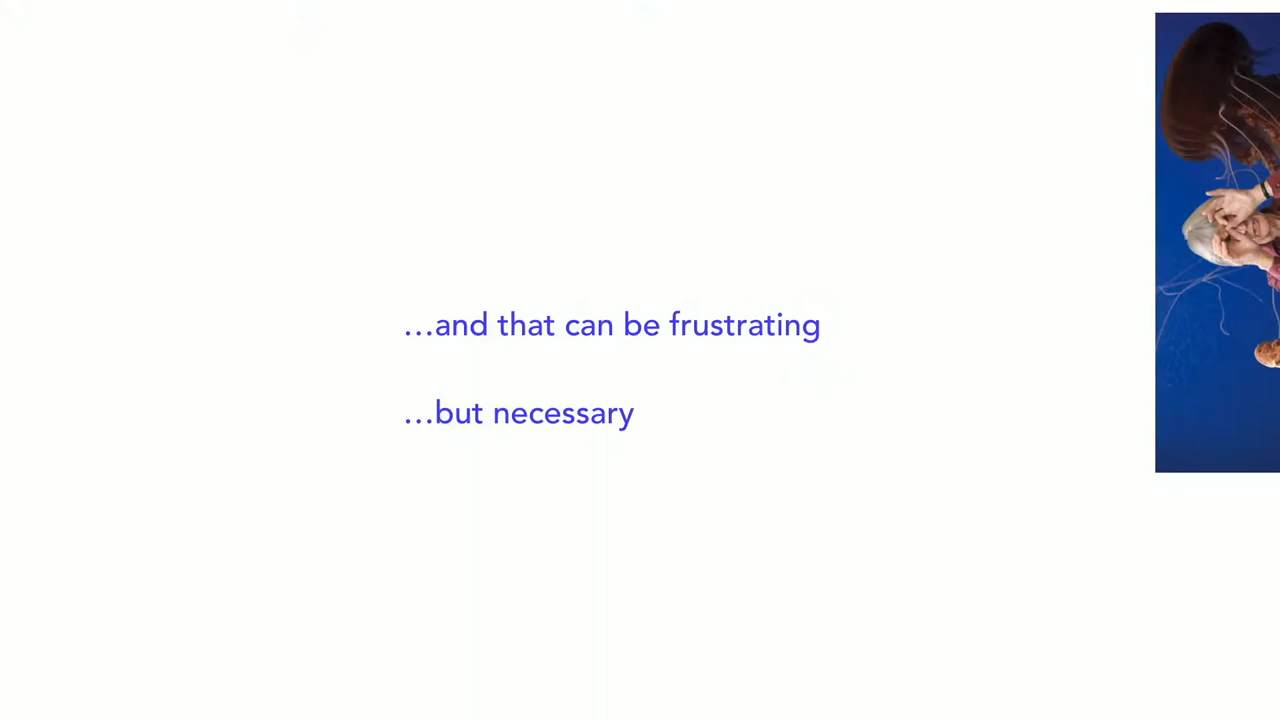 …and that can be frustrating
…but necessary